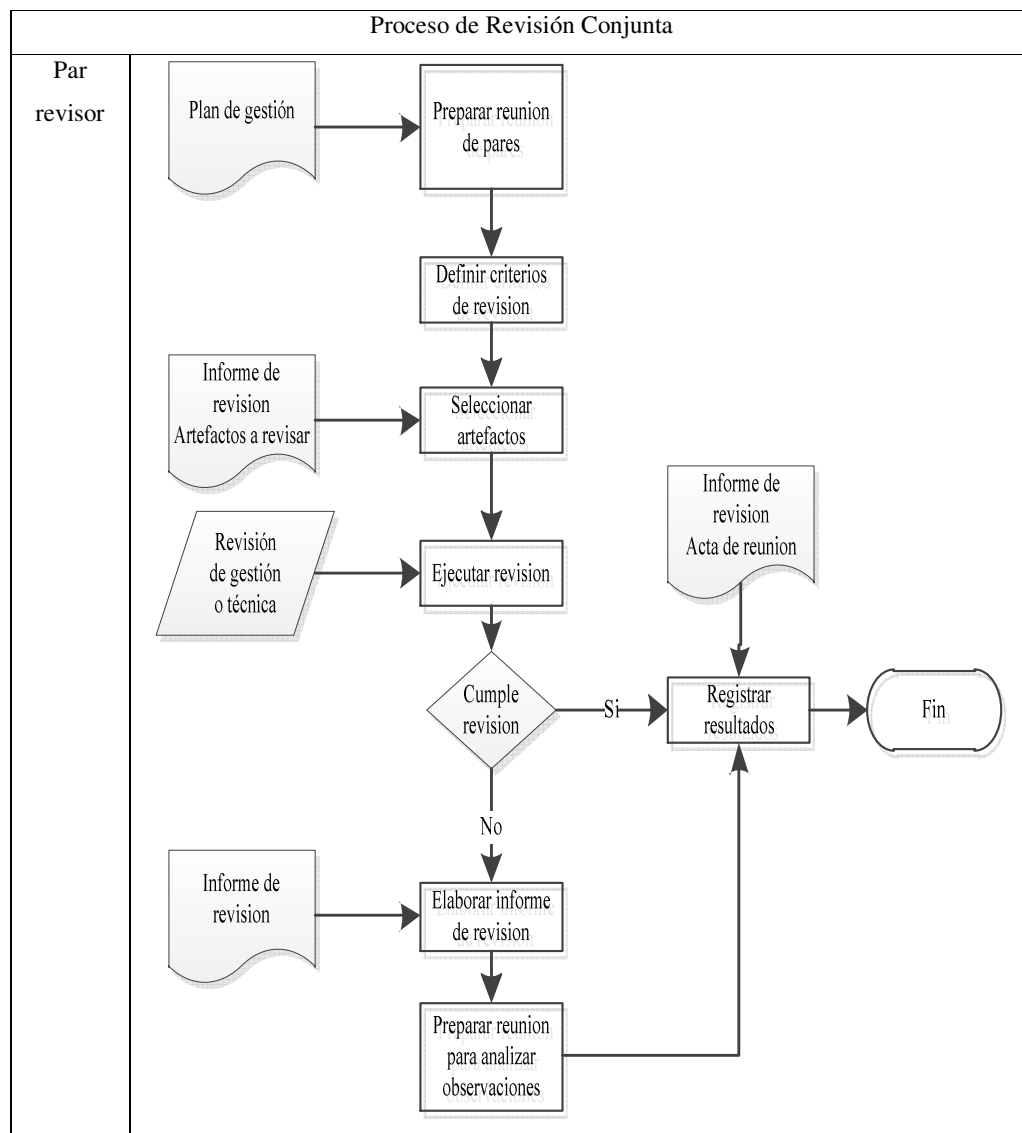 Proceso de Revisión Conjunta
Par
revisor
Plan de gestión
Preparar reunion
de pares
Definir criterios
de revision
Informe de
revision
Artefactos a revisar
Seleccionar
artefactos
Informe de
revision
Acta de reunion
Revisión
de gestión
o técnica
Ejecutar revision
Cumple
revision
Si
Registrar
resultados
Fin
No
Informe de
revision
Elaborar informe
de revision
Preparar reunion
para analizar
observaciones